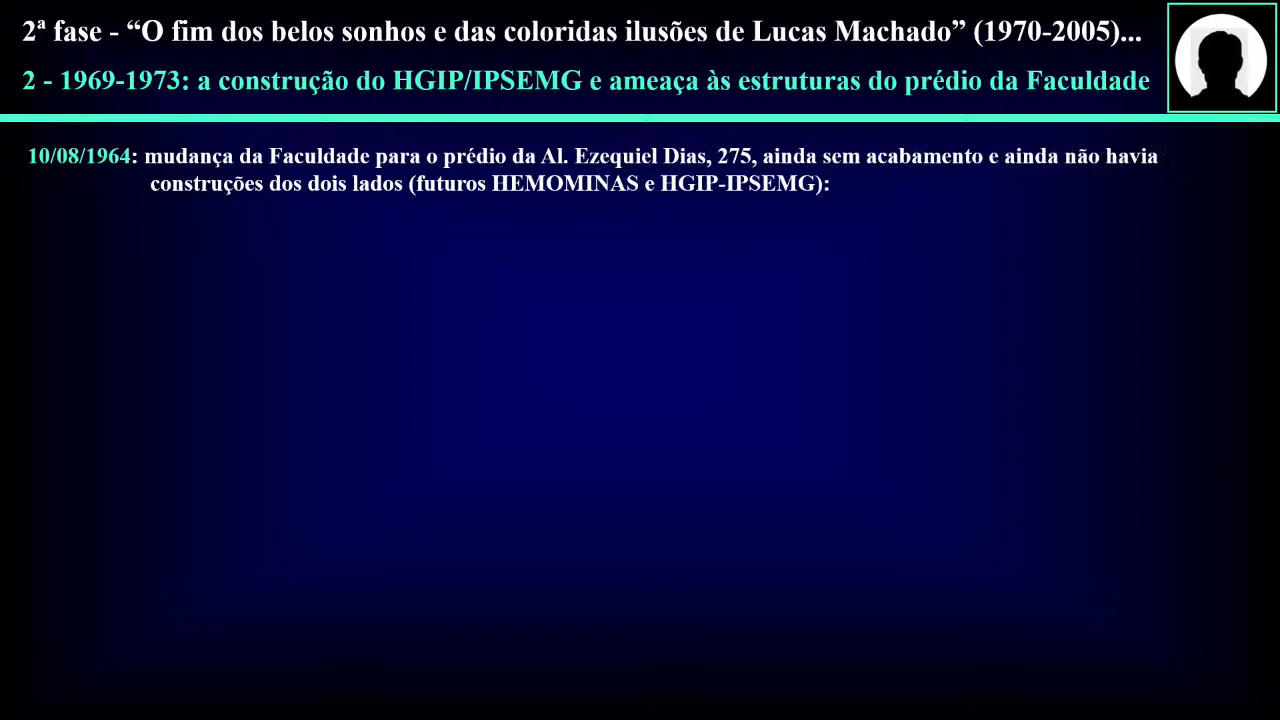 2ª fase - “O fim dos belos sonhos e das coloridas ilusões de Lucas Machado” (1970-2005)...
2 - 1969-1973: a construção do HGIP/IPSEMG e ameaça às estruturas do prédio da Faculdade
10/08/1964: mudança da Faculdade para o prédio da Al. Ezequiel Dias, 275, ainda sem acabamento e ainda não havia
construções dos dois lados (futuros HEMOMINAS e HGIP-IPSEMG):